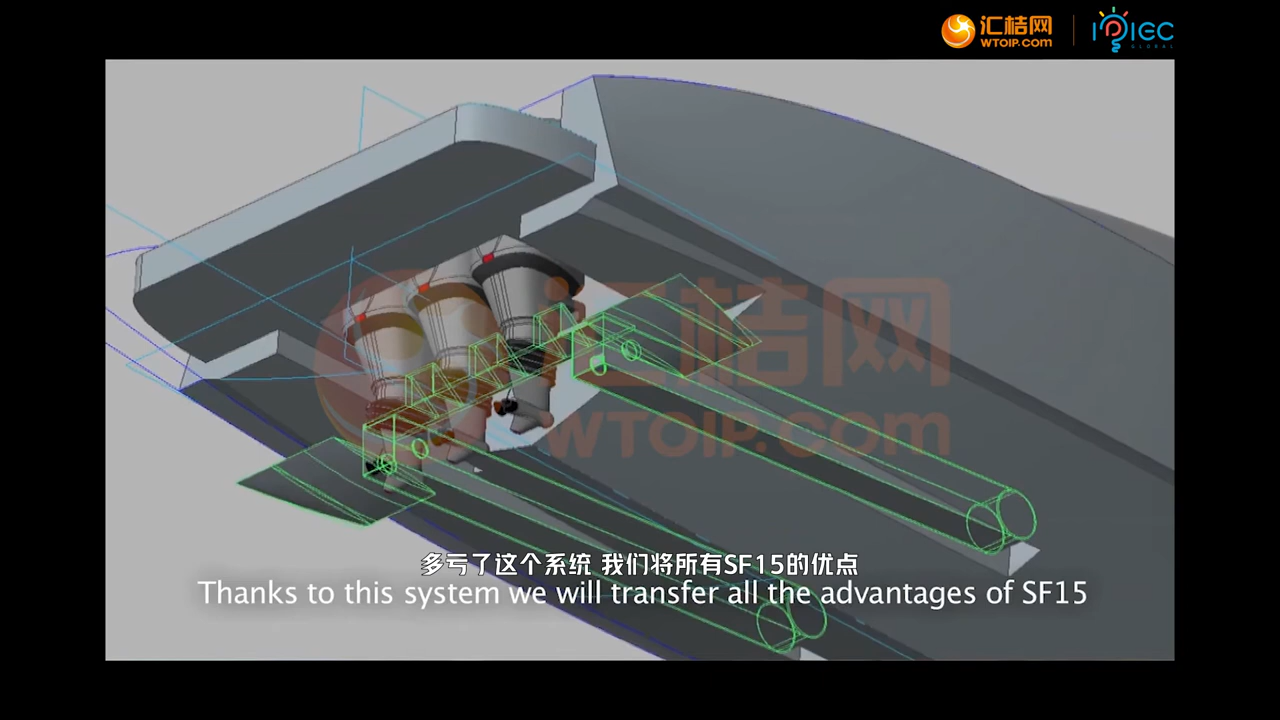 汇桔网
WTOIP.COM
IPIEC
GLOBAL
汇桔网
WTOIP.com
多亏了这个系统 我们将所有SF15的优点
Thanks to this system we will transfer all the advantages of SF15